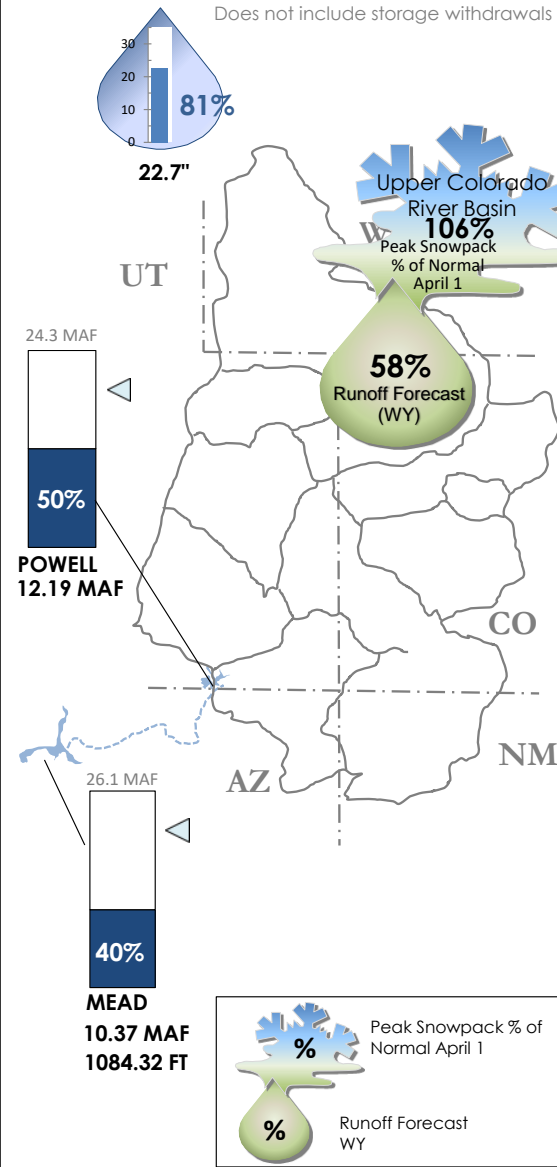 Does not include storage withdrawals
30
20
10
0
81%
22.7"
Upper Colorado
River Basin
W
106%
Peak Snowpack
% of Normal
April 1
UT
58%
Runoff Forecast
(WY)
24.3 MAF
50%
POWELL
12.19 MAF
CO
NM
AZ
26.1 MAF
40%
MEAD
10.37 MAF
1084.32 FT
%
Peak Snowpack % of
Normal April 1
%
Runoff Forecast
WY